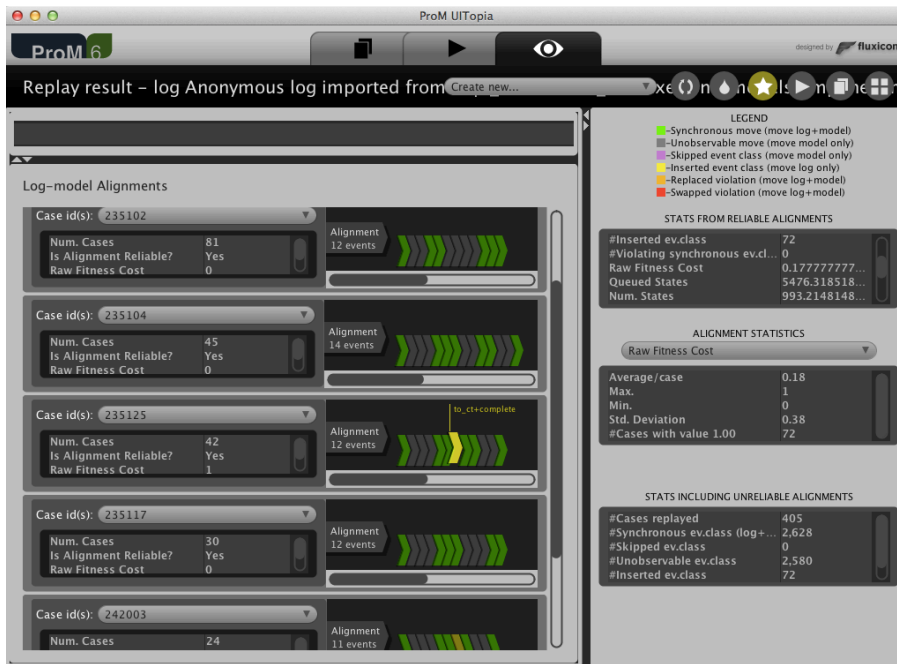 ProM UITopia
ProM 6
designed by fluxicon
Replay result - log Anonymous log imported from
Create new...
Log-model Alignments
Case id(s): 235102
Num. Cases 81
Is Alignment Reliable? Yes
Raw Fitness Cost 0
Alignment
12 events
Case id(s): 235104
Num. Cases 45
Is Alignment Reliable? Yes
Raw Fitness Cost 0
Alignment
14 events
Case id(s): 235125
Num. Cases 42
Is Alignment Reliable? Yes
Raw Fitness Cost 1
Alignment
12 events
to_ct+complete
Case id(s): 235117
Num. Cases 30
Is Alignment Reliable? Yes
Raw Fitness Cost 0
Alignment
12 events
Case id(s): 242003
Num. Cases 24
Alignment
11 events
LEGEND
-Synchronous move (move log+model)
-Unobservable move (move model only)
-Skipped event class (move model only)
-Inserted event class (move log only)
-Replaced violation (move log+model)
-Swapped violation (move log+model)
STATS FROM RELIABLE ALIGNMENTS
#Inserted ev.class 72
#Violating synchronous ev.cl... 0
Raw Fitness Cost 0.177777777...
Queued States 5476.318518...
Num. States 993.2148148...
ALIGNMENT STATISTICS
Raw Fitness Cost
Average/case 0.18
Max. 1
Min. 0
Std. Deviation 0.38
#Cases with value 1.00 72
STATS INCLUDING UNRELIABLE ALIGNMENTS
#Cases replayed 405
#Synchronous ev.class (log+... 2,628
#Skipped ev.class 0
#Unobservable ev.class 2,580
#Inserted ev.class 72